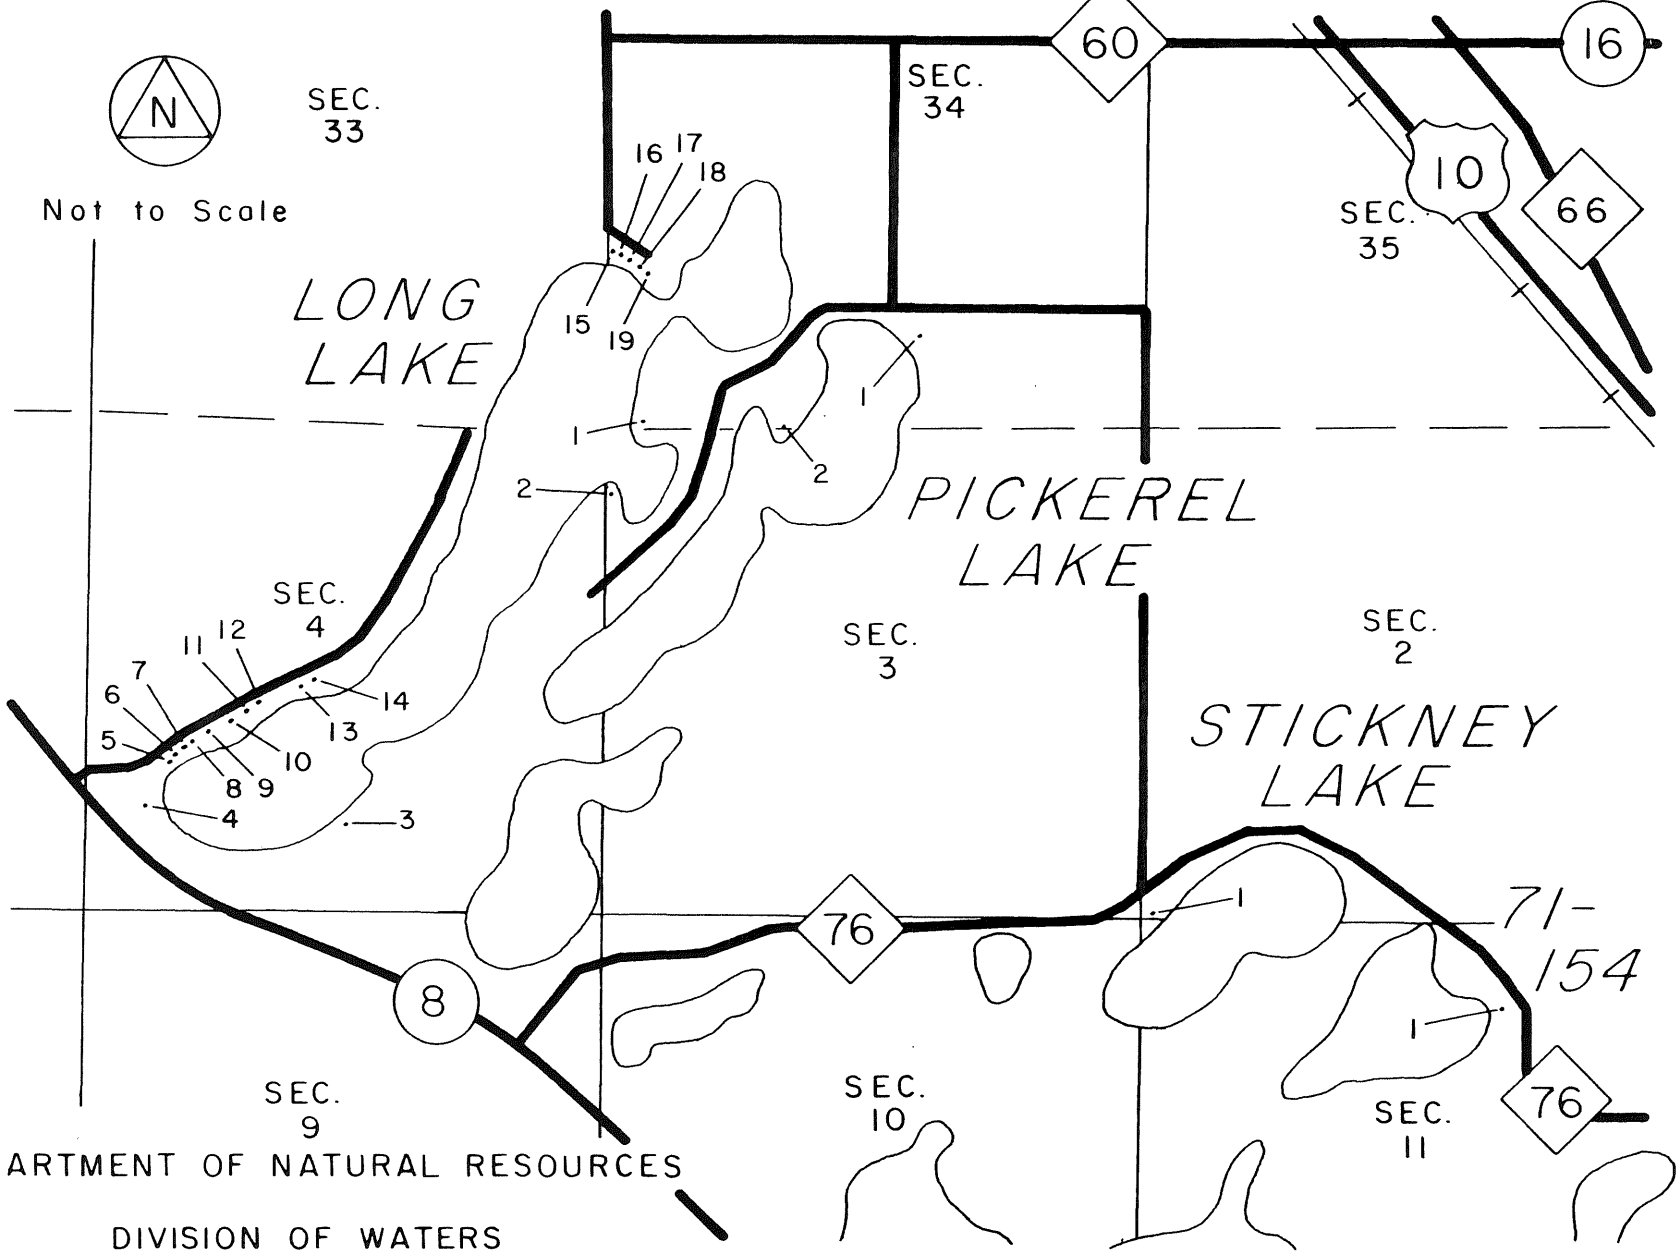 60
16
N
SEC.
33
SEC.
34
10
66
SEC.
35
Not to Scale
16
17
18
15
19
LONG
LAKE
1
2
1
2
PICKEREL
LAKE
SEC.
4
SEC.
3
SEC.
2
12
11
7
6
5
14
13
10
9
8
4
3
STICKNEY
LAKE
1
71-
154
76
8
1
76
SEC.
9
SEC.
10
SEC.
11
ARTMENT OF NATURAL RESOURCES
DIVISION OF WATERS